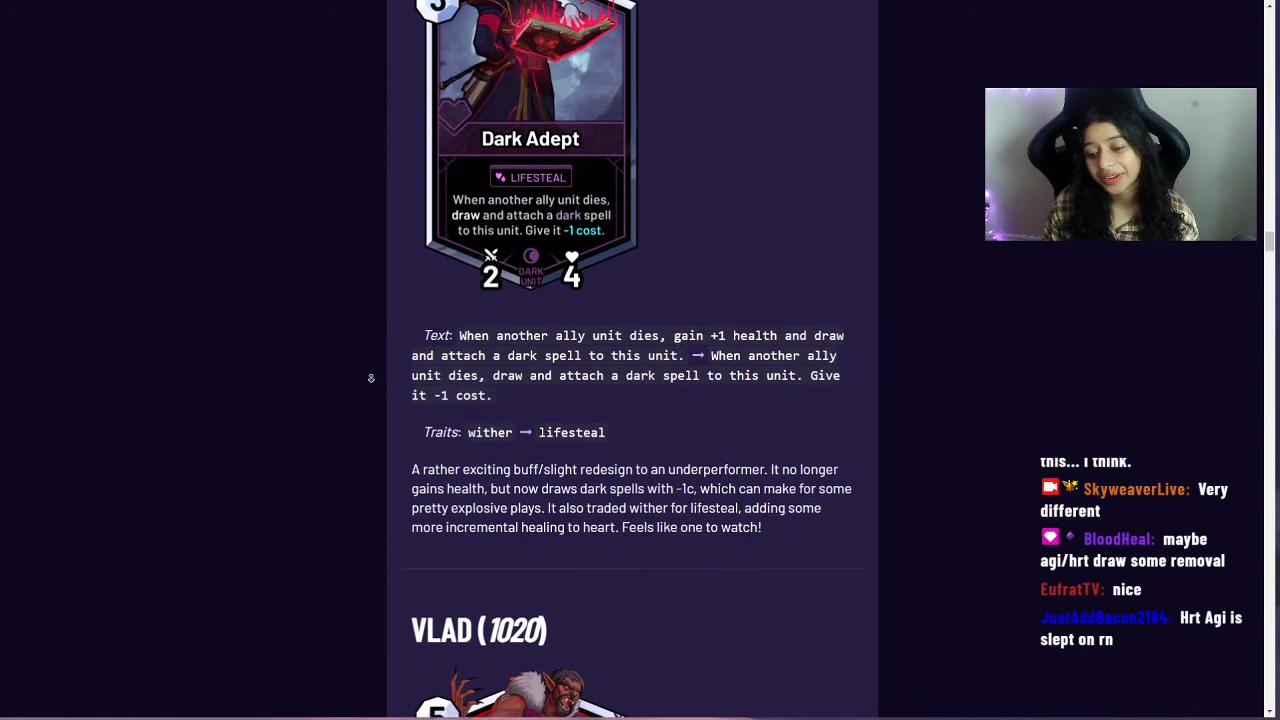 Dark Adept
LIFESTEAL
When another ally unit dies,
draw and attach a dark spell
to this unit. Give it -1 cost.
2
DARK
UNIT
4
Text: When another ally unit dies, gain +1 health and draw
and attach a dark spell to this unit. → When another ally
unit dies, draw and attach a dark spell to this unit. Give
it -1 cost.
Traits: wither → lifesteal
A rather exciting buff/slight redesign to an underperformer. It no longer
gains health, but now draws dark spells with -1c, which can make for some
pretty explosive plays. It also traded wither for lifesteal, adding some
more incremental healing to heart. Feels like one to watch!
VLAD (1020)
5
this... I think.
SkyweaverLive: Very
different
BloodHeal: maybe
agi/hrt draw some removal
EufratTV: nice
JustAddBacon2184: Hrt Agi is
slept on rn